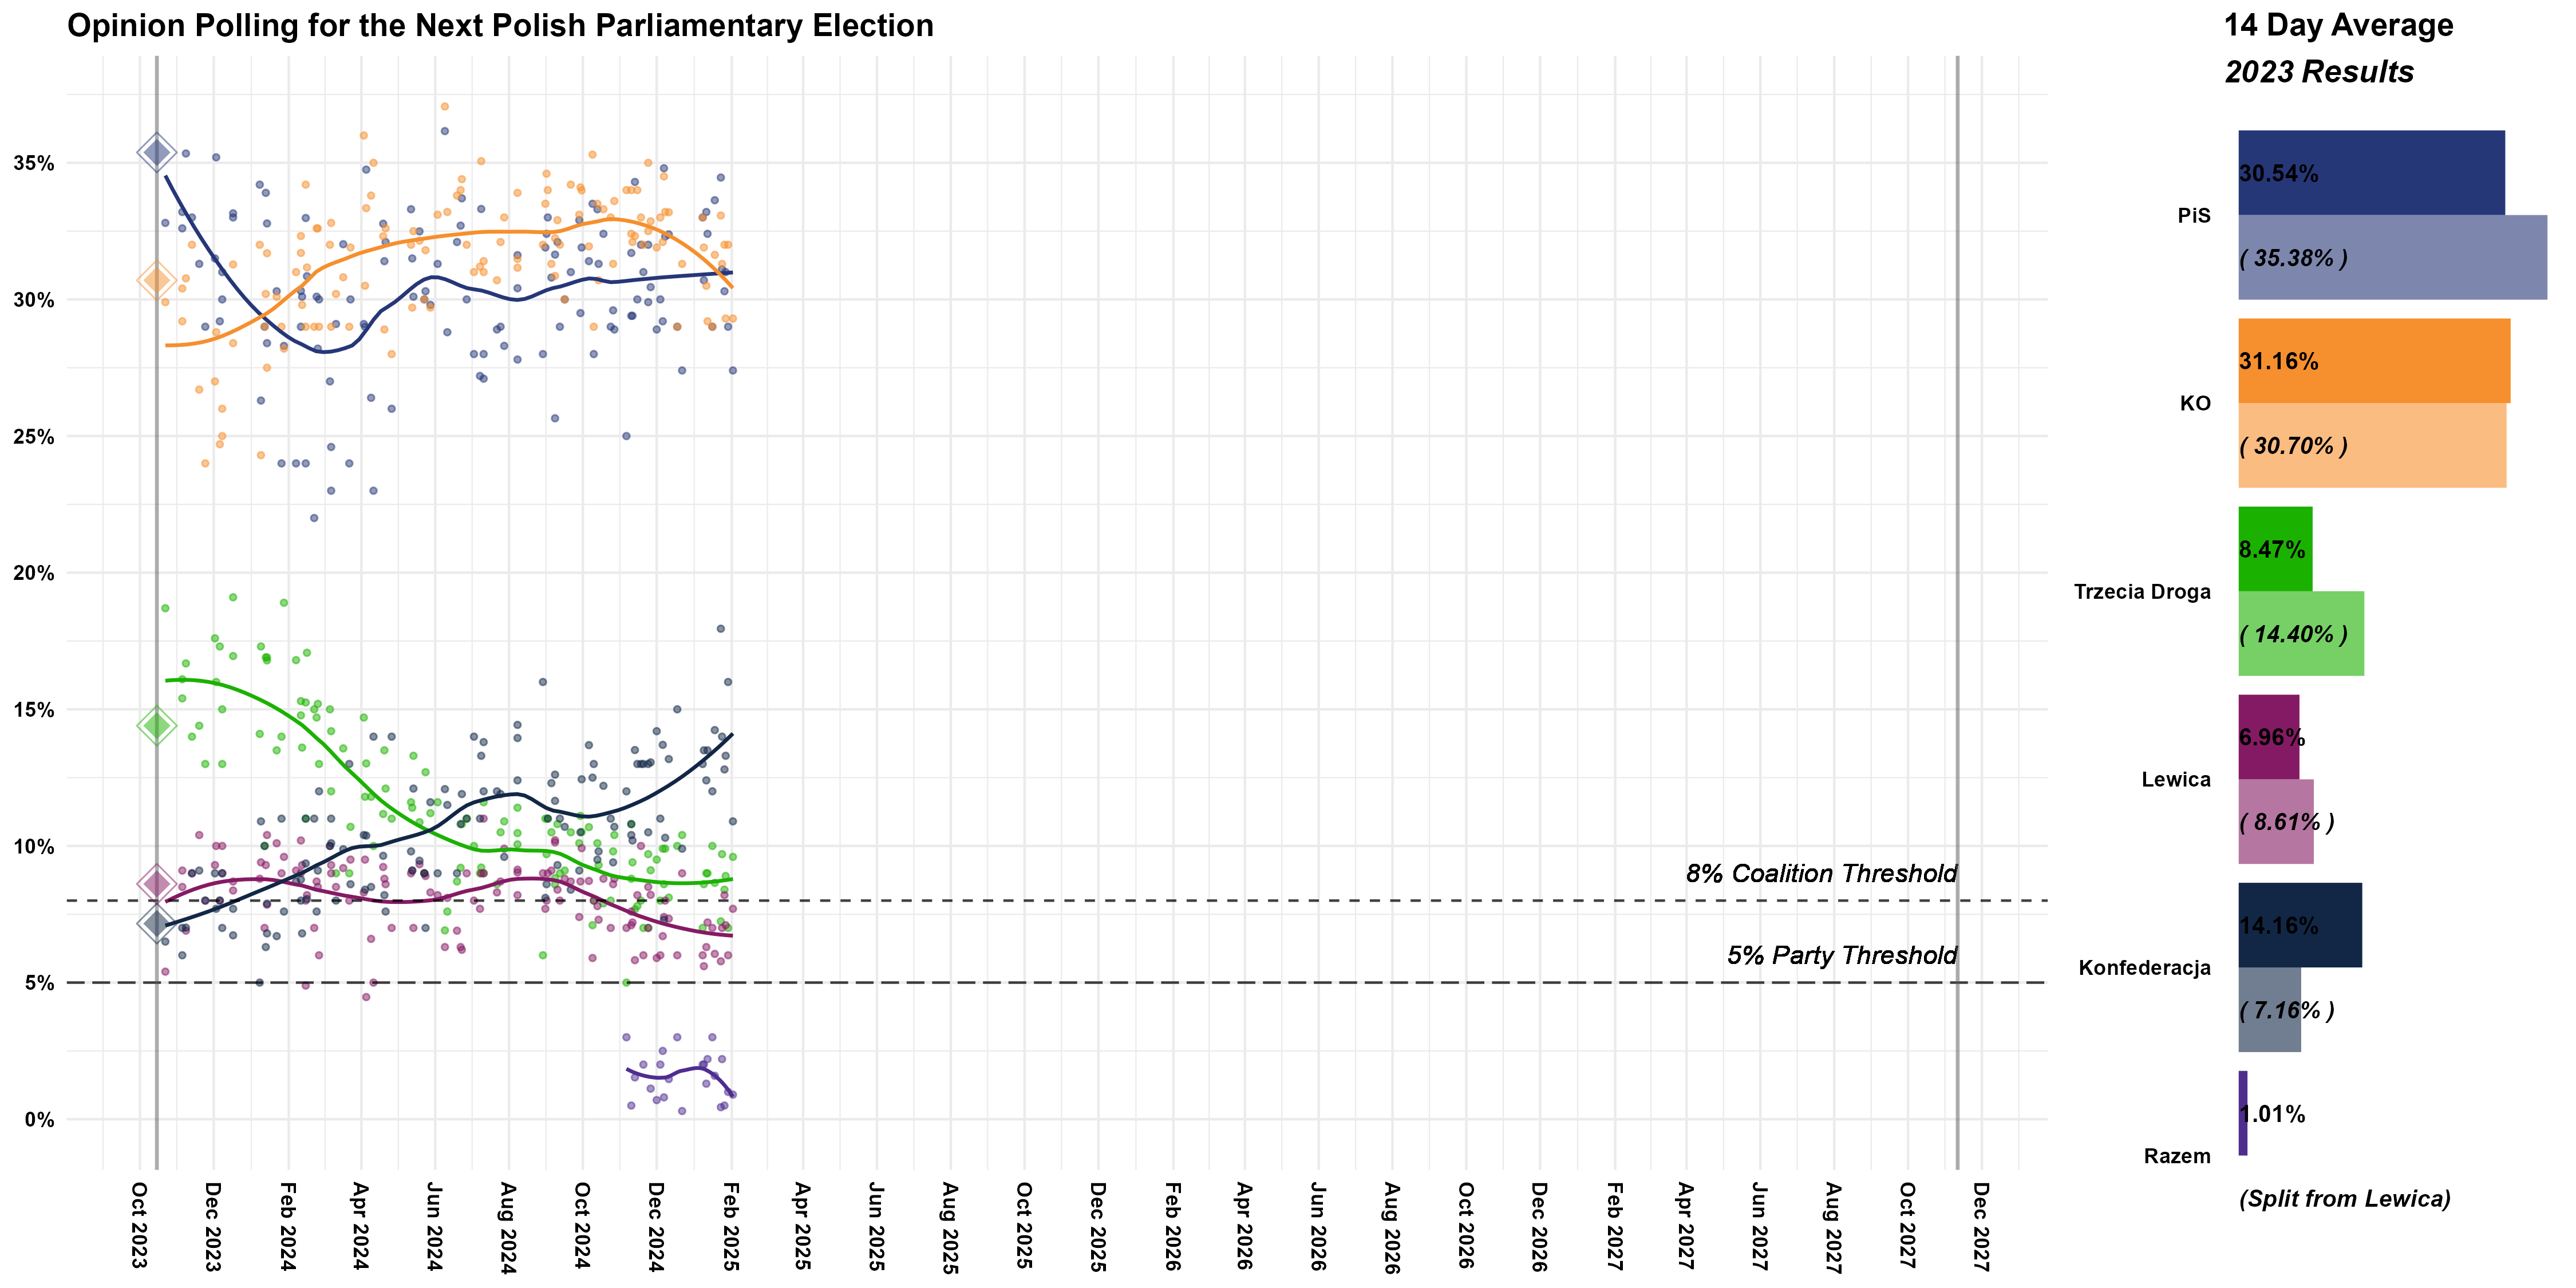 Opinion Polling for the Next Polish Parliamentary Election
14 Day Average
2023 Results
35%
30%
25%
20%
15%
10%
5%
0%
8% Coalition Threshold
5% Party Threshold
Oct 2023
Dec 2023
Feb 2024
Apr 2024
Jun 2024
Aug 2024
Oct 2024
Dec 2024
Feb 2025
Apr 2025
Jun 2025
Aug 2025
Oct 2025
Dec 2025
Feb 2026
Apr 2026
Jun 2026
Aug 2026
Oct 2026
Dec 2026
Feb 2027
Apr 2027
Jun 2027
Aug 2027
Oct 2027
Dec 2027
PiS
30.54%
( 35.38% )
KO
31.16%
( 30.70% )
Trzecia Droga
8.47%
( 14.40% )
Lewica
6.96%
( 8.61% )
Konfederacja
14.16%
( 7.16% )
Razem
1.01%
(Split from Lewica)